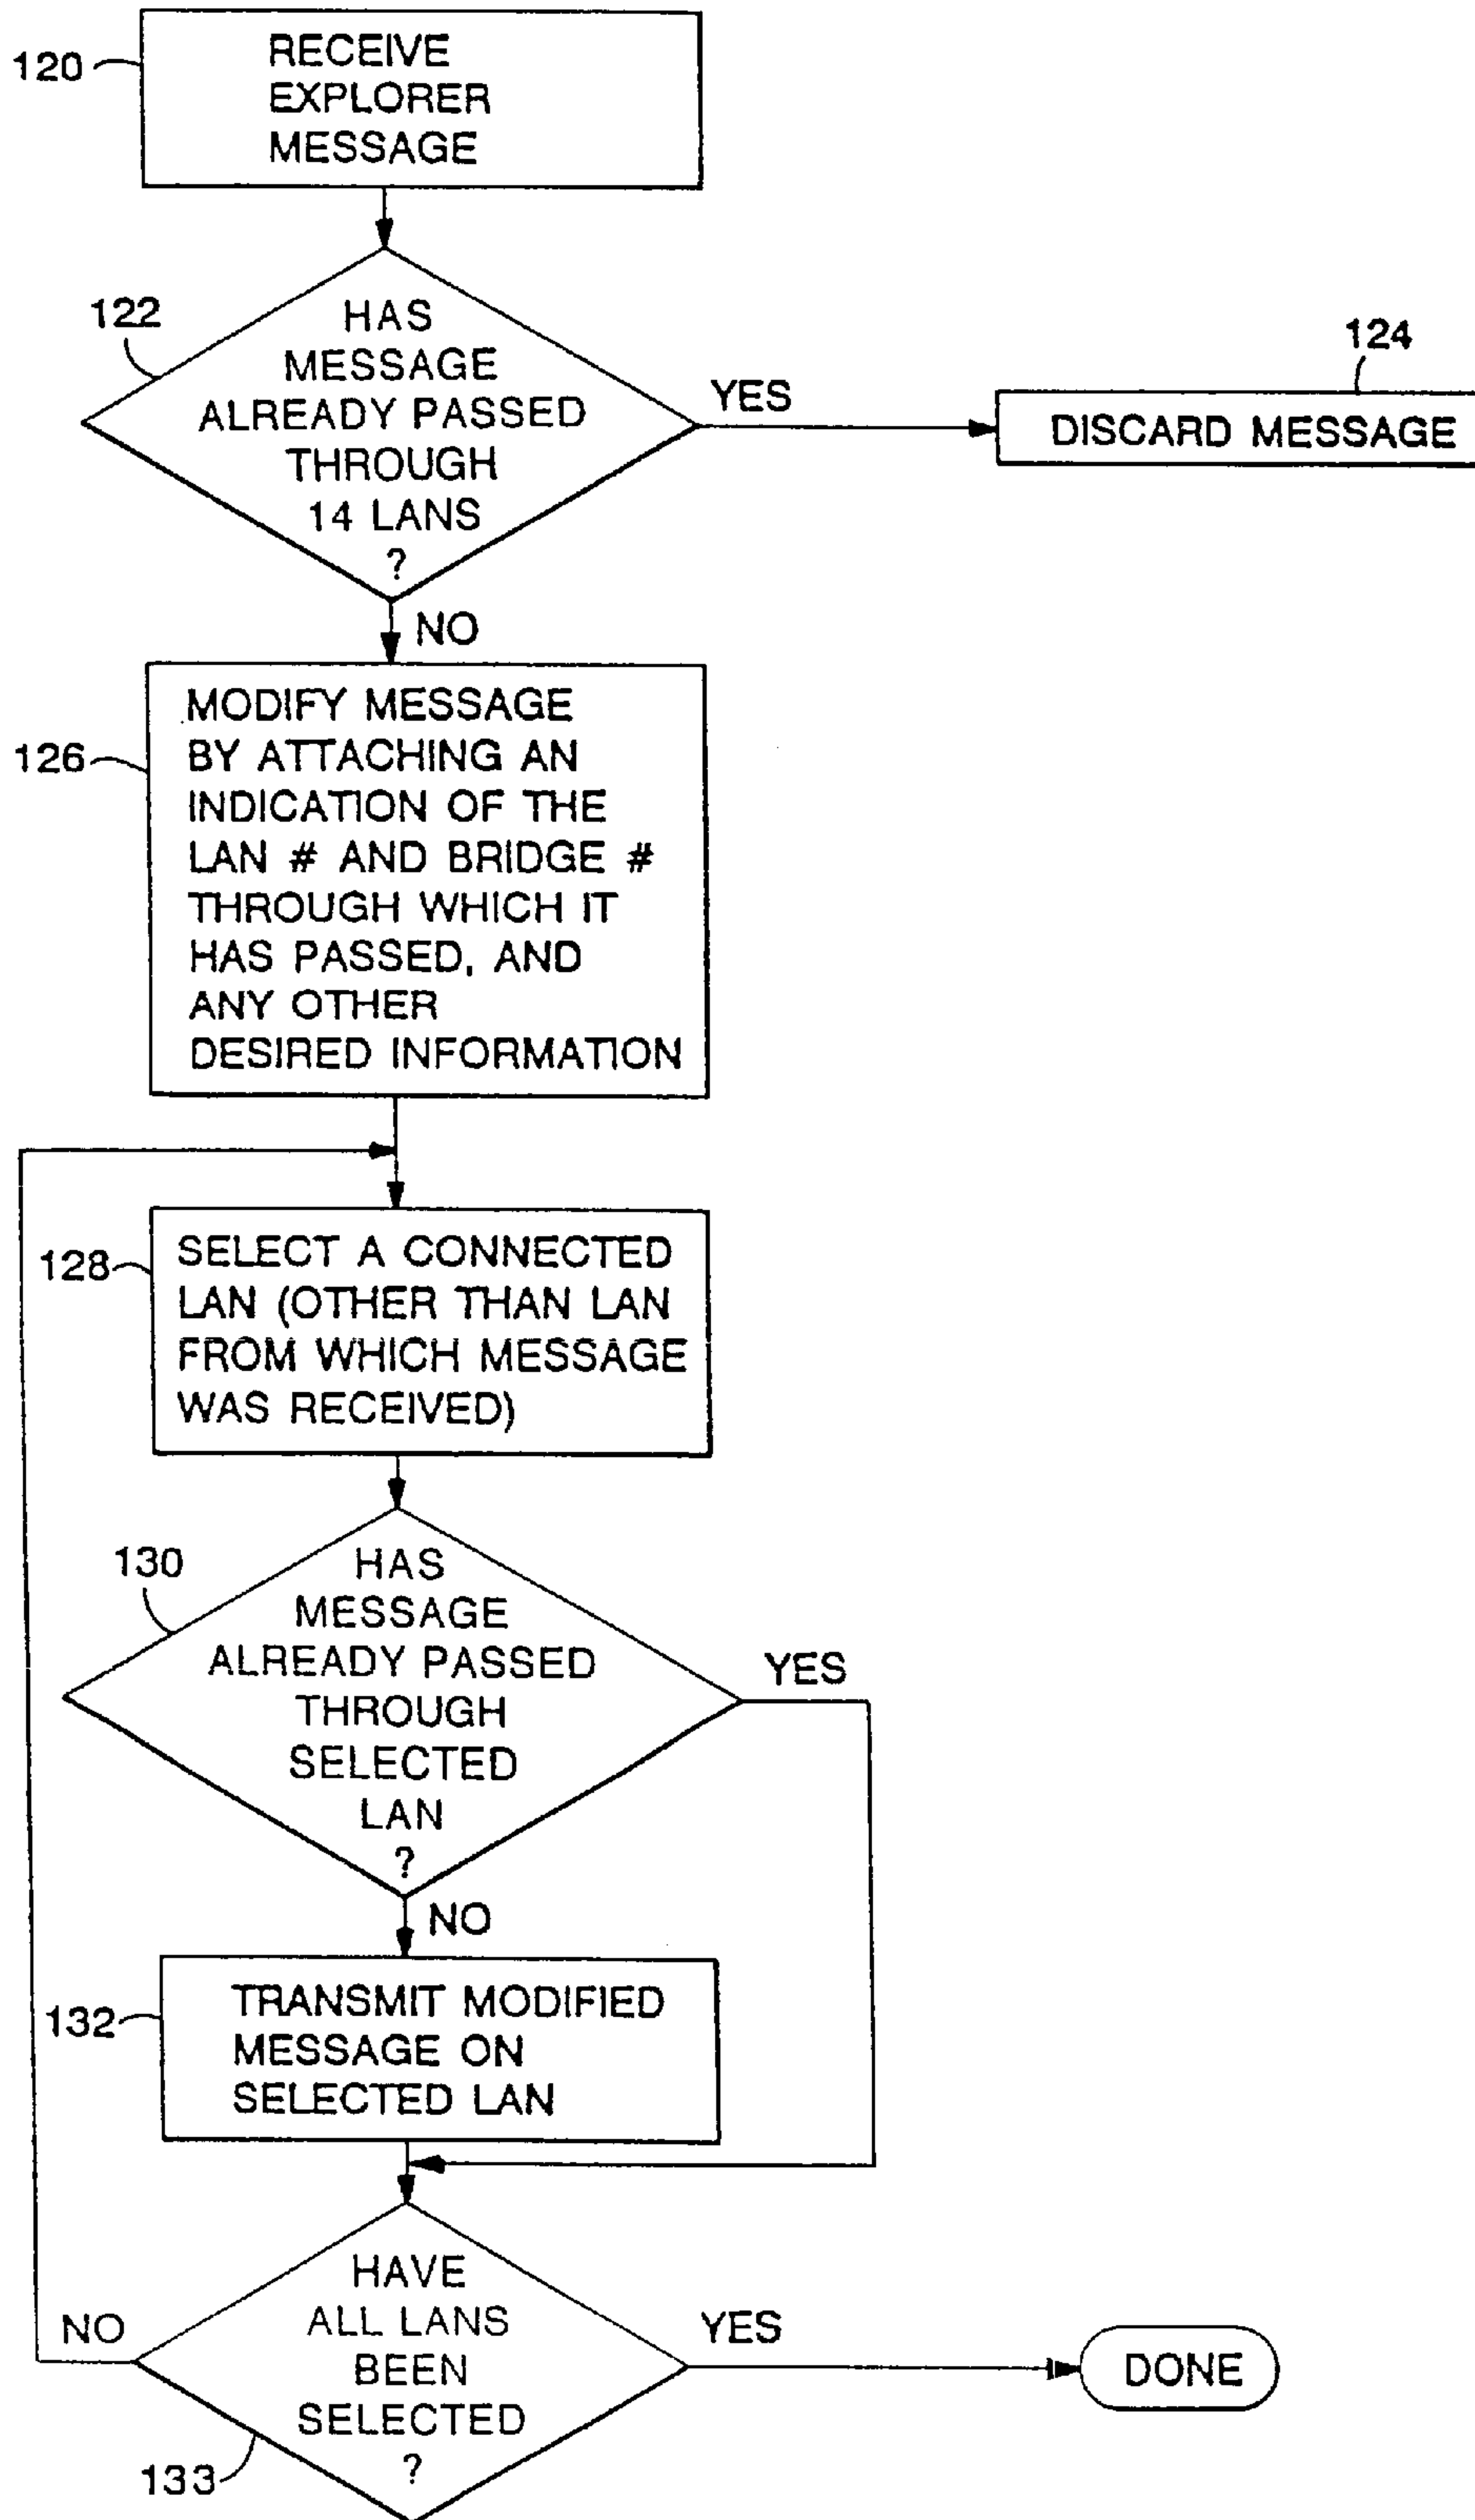 120
RECEIVE
EXPLORER
MESSAGE
122
HAS
MESSAGE
ALREADY PASSED
THROUGH
14 LANS
?
YES
124
DISCARD MESSAGE
NO
126
MODIFY MESSAGE
BY ATTACHING AN
INDICATION OF THE
LAN # AND BRIDGE #
THROUGH WHICH IT
HAS PASSED, AND
ANY OTHER
DESIRED INFORMATION
128
SELECT A CONNECTED
LAN (OTHER THAN LAN
FROM WHICH MESSAGE
WAS RECEIVED)
130
HAS
MESSAGE
ALREADY PASSED
THROUGH
SELECTED
LAN
?
YES
NO
132
TRANSMIT MODIFIED
MESSAGE ON
SELECTED LAN
HAVE
ALL LANS
BEEN
SELECTED
?
NO
YES
DONE
133